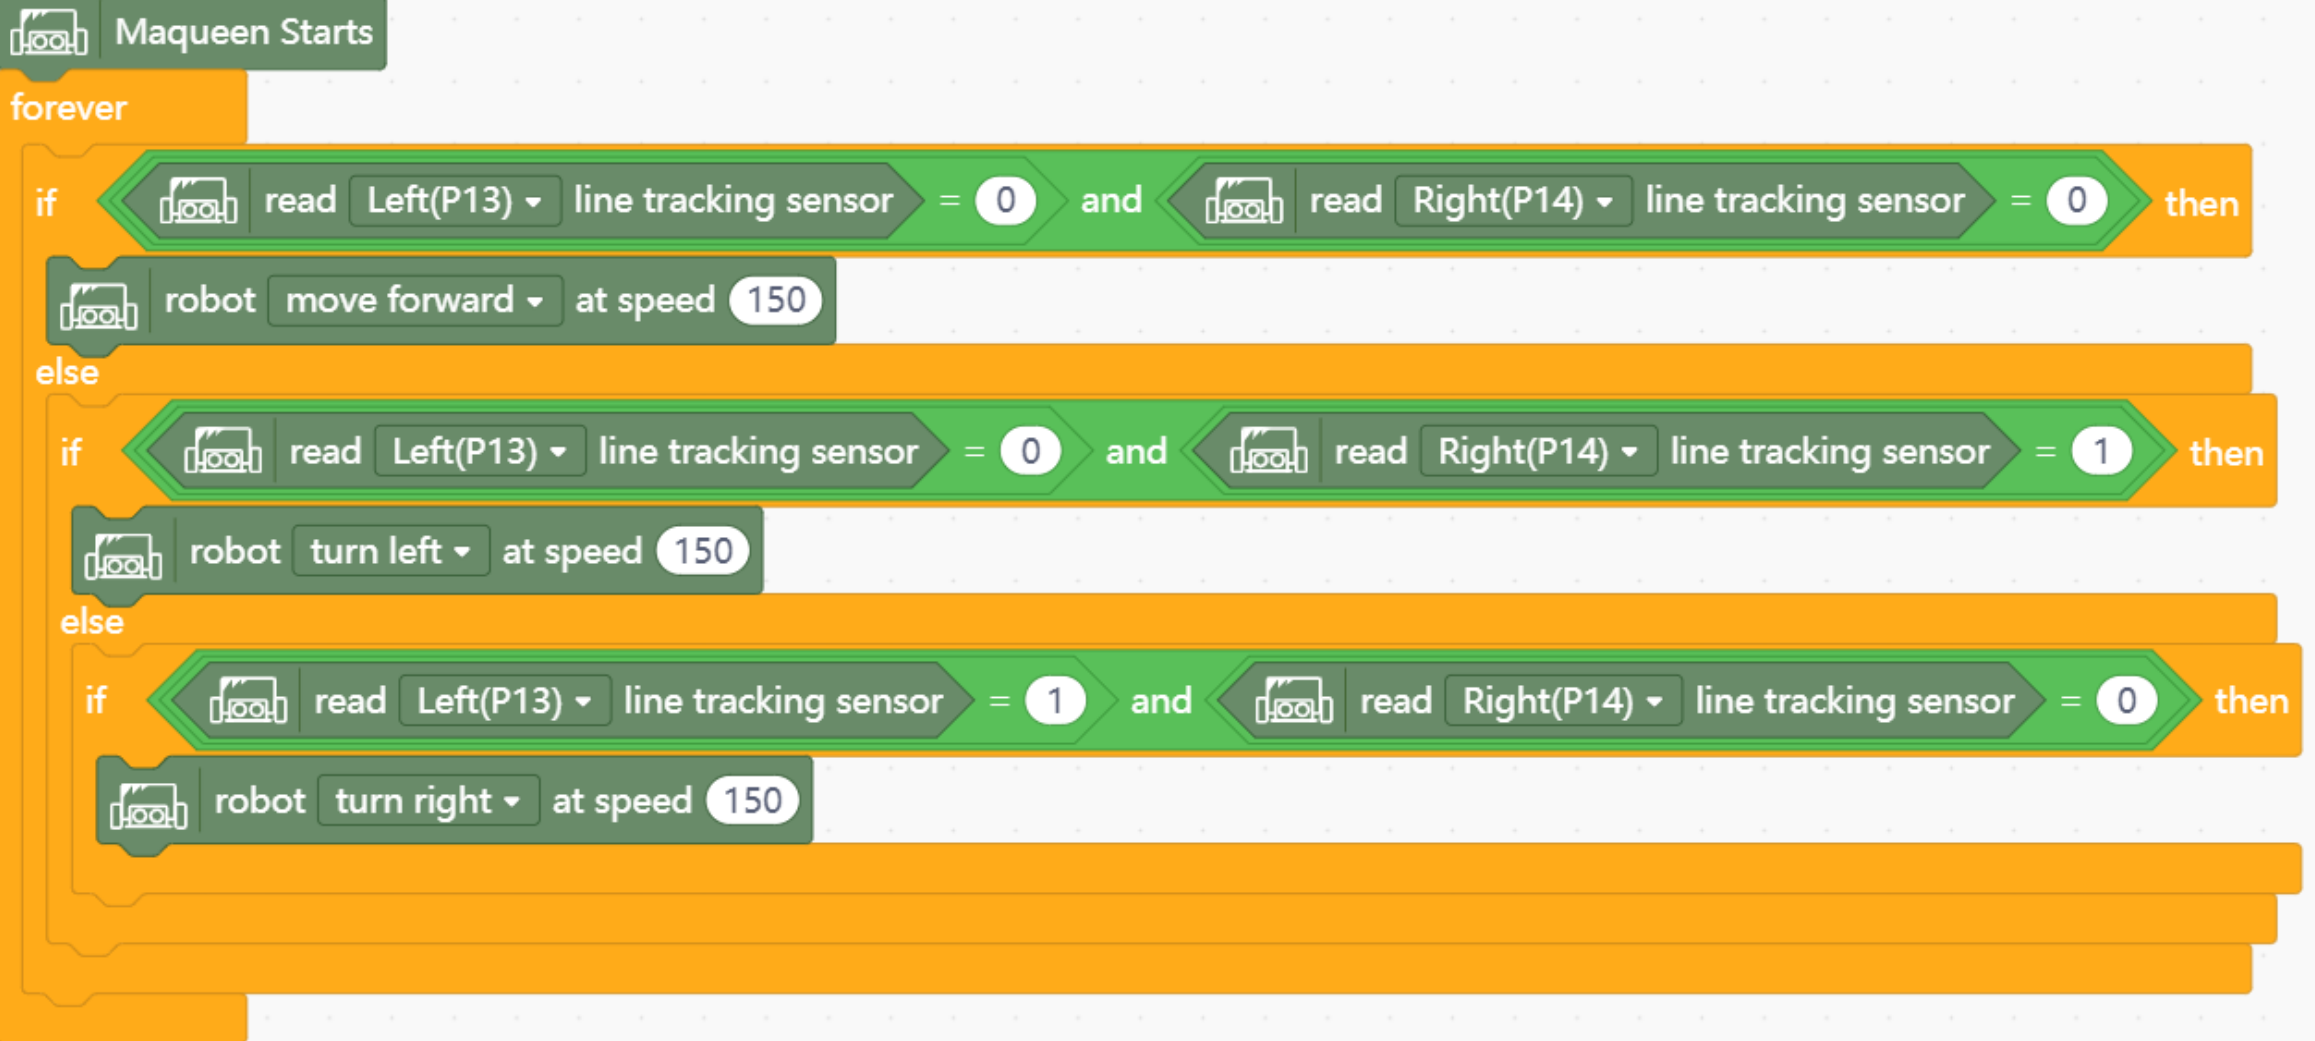 Maqueen Starts
forever
if read Left(P13) line tracking sensor = 0 and read Right(P14) line tracking sensor = 0 then
robot move forward at speed 150
else
if read Left(P13) line tracking sensor = 0 and read Right(P14) line tracking sensor = 1 then
robot turn left at speed 150
else
if read Left(P13) line tracking sensor = 1 and read Right(P14) line tracking sensor = 0 then
robot turn right at speed 150